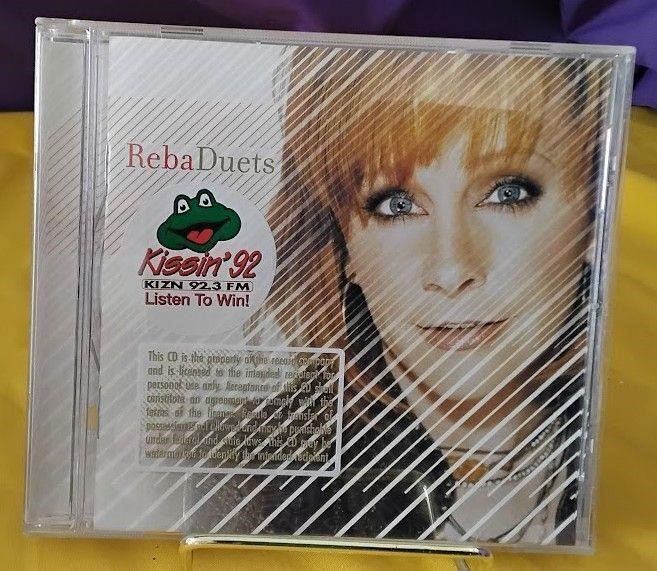 RebaDuets
Kissin' 92
KIZN 92.3 FM
Listen To Win!
This CD is the property of the record company
and is licensed to the intended recipient for
personal use only. Acceptance of this CD shall
constitute an agreement to comply with the
terms of the license. Resale or transfer of
possession is not allowed and may be punishable
under federal and state laws. This CD may be
watermarked to identify the intended recipient.